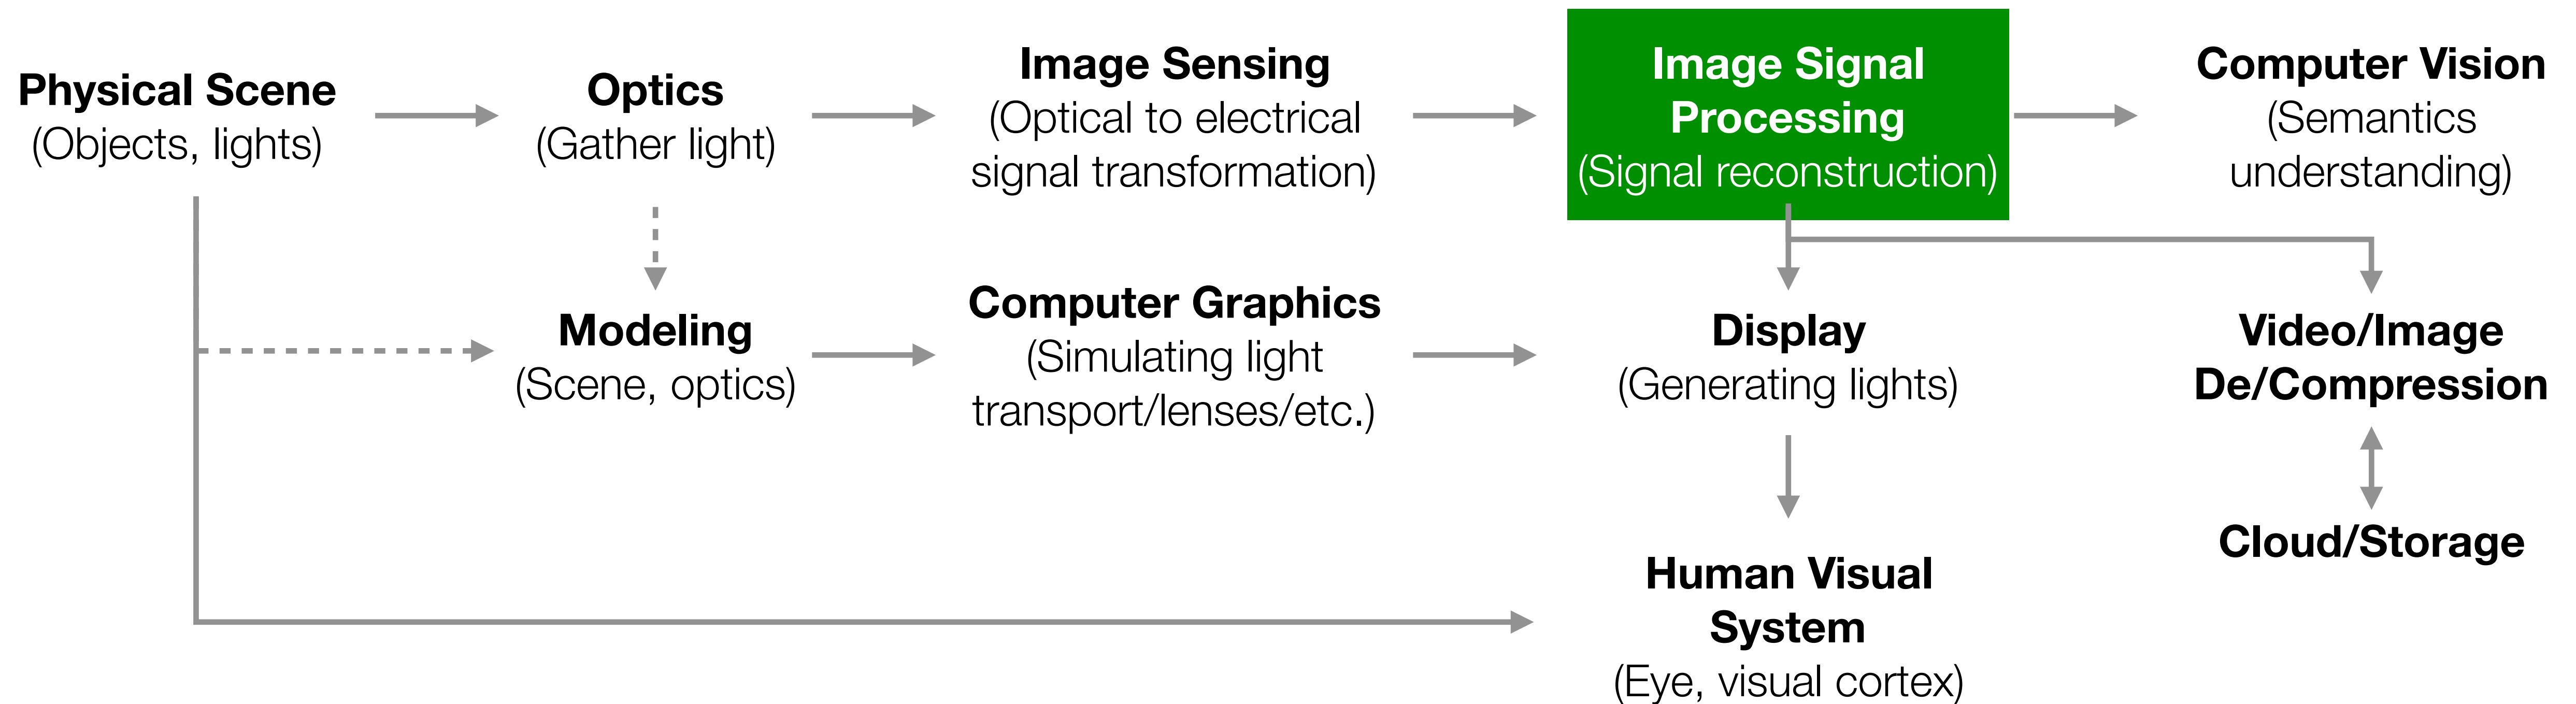 Physical Scene
(Objects, lights)
Optics
(Gather light)
Image Sensing
(Optical to electrical
signal transformation)
Image Signal
Processing
(Signal reconstruction)
Computer Vision
(Semantics
understanding)
Modeling
(Scene, optics)
Computer Graphics
(Simulating light
transport/lenses/etc.)
Display
(Generating lights)
Video/Image
De/Compression
Human Visual
System
(Eye, visual cortex)
Cloud/Storage